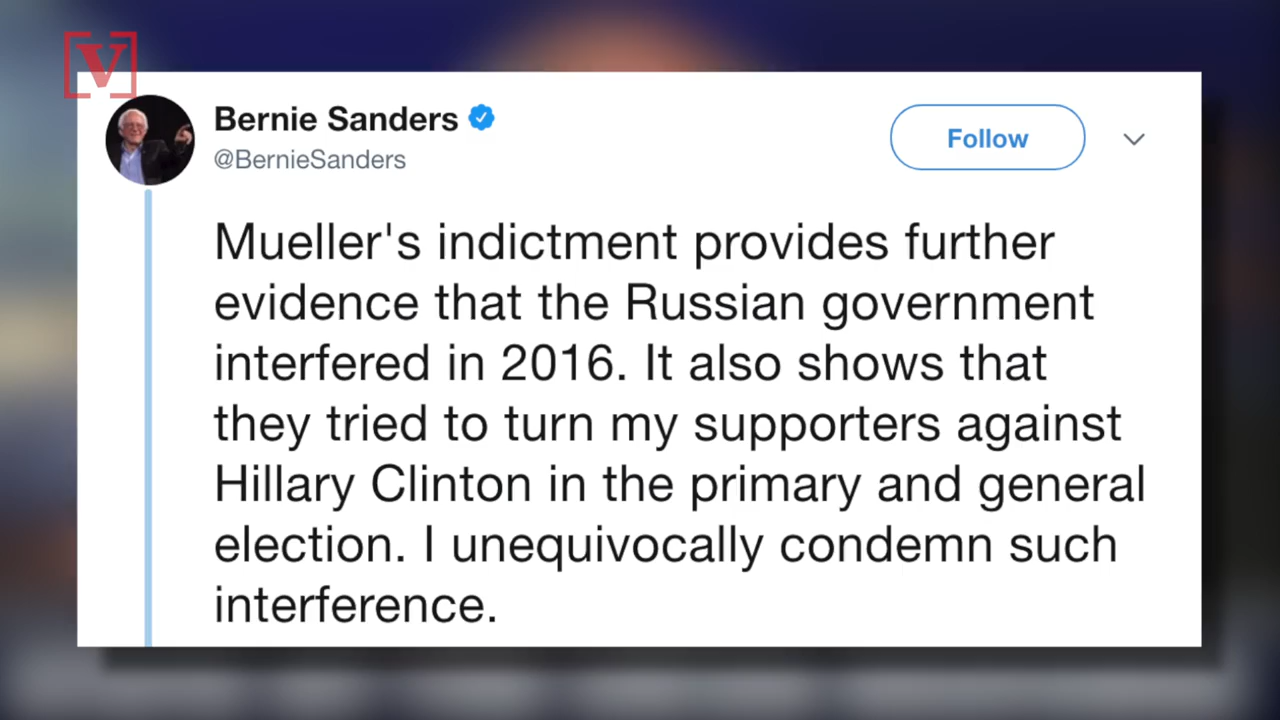 V
Bernie Sanders
@BernieSanders
Follow
Mueller's indictment provides further
evidence that the Russian government
interfered in 2016. It also shows that
they tried to turn my supporters against
Hillary Clinton in the primary and general
election. I unequivocally condemn such
interference.